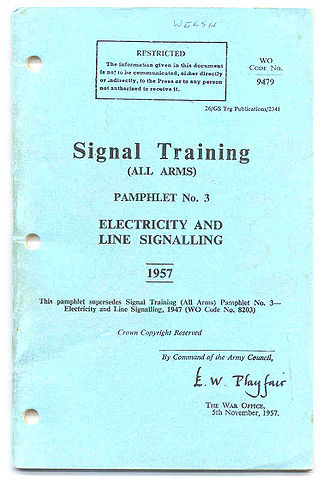 WELSH
RESTRICTED
The information given in this document
is not to be communicated, either directly
or indirectly, to the Press or to any person
not authorized to receive it.
WO
CODE No.
9479
26/GS Trg Publications/2341
Signal Training
(ALL ARMS)
PAMPHLET No. 3
ELECTRICITY AND
LINE SIGNALLING
1957
This pamphlet supersedes Signal Training (All Arms) Pamphlet No. 3—
Electricity and Line Signalling, 1947 (WO Code No. 8203)
Crown Copyright Reserved
By Command of the Army Council,
E. W. Playfair
THE WAR OFFICE,
5th November, 1957.